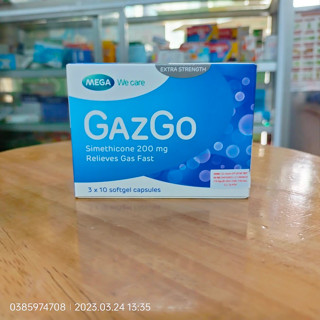 EXTRA STRENGTH
MEGA We care
GAZGO
Simethicone 200 mg
Relieves Gas Fast
3 x 10 softgel capsules
0385974708 | 2023.03.24 13:35